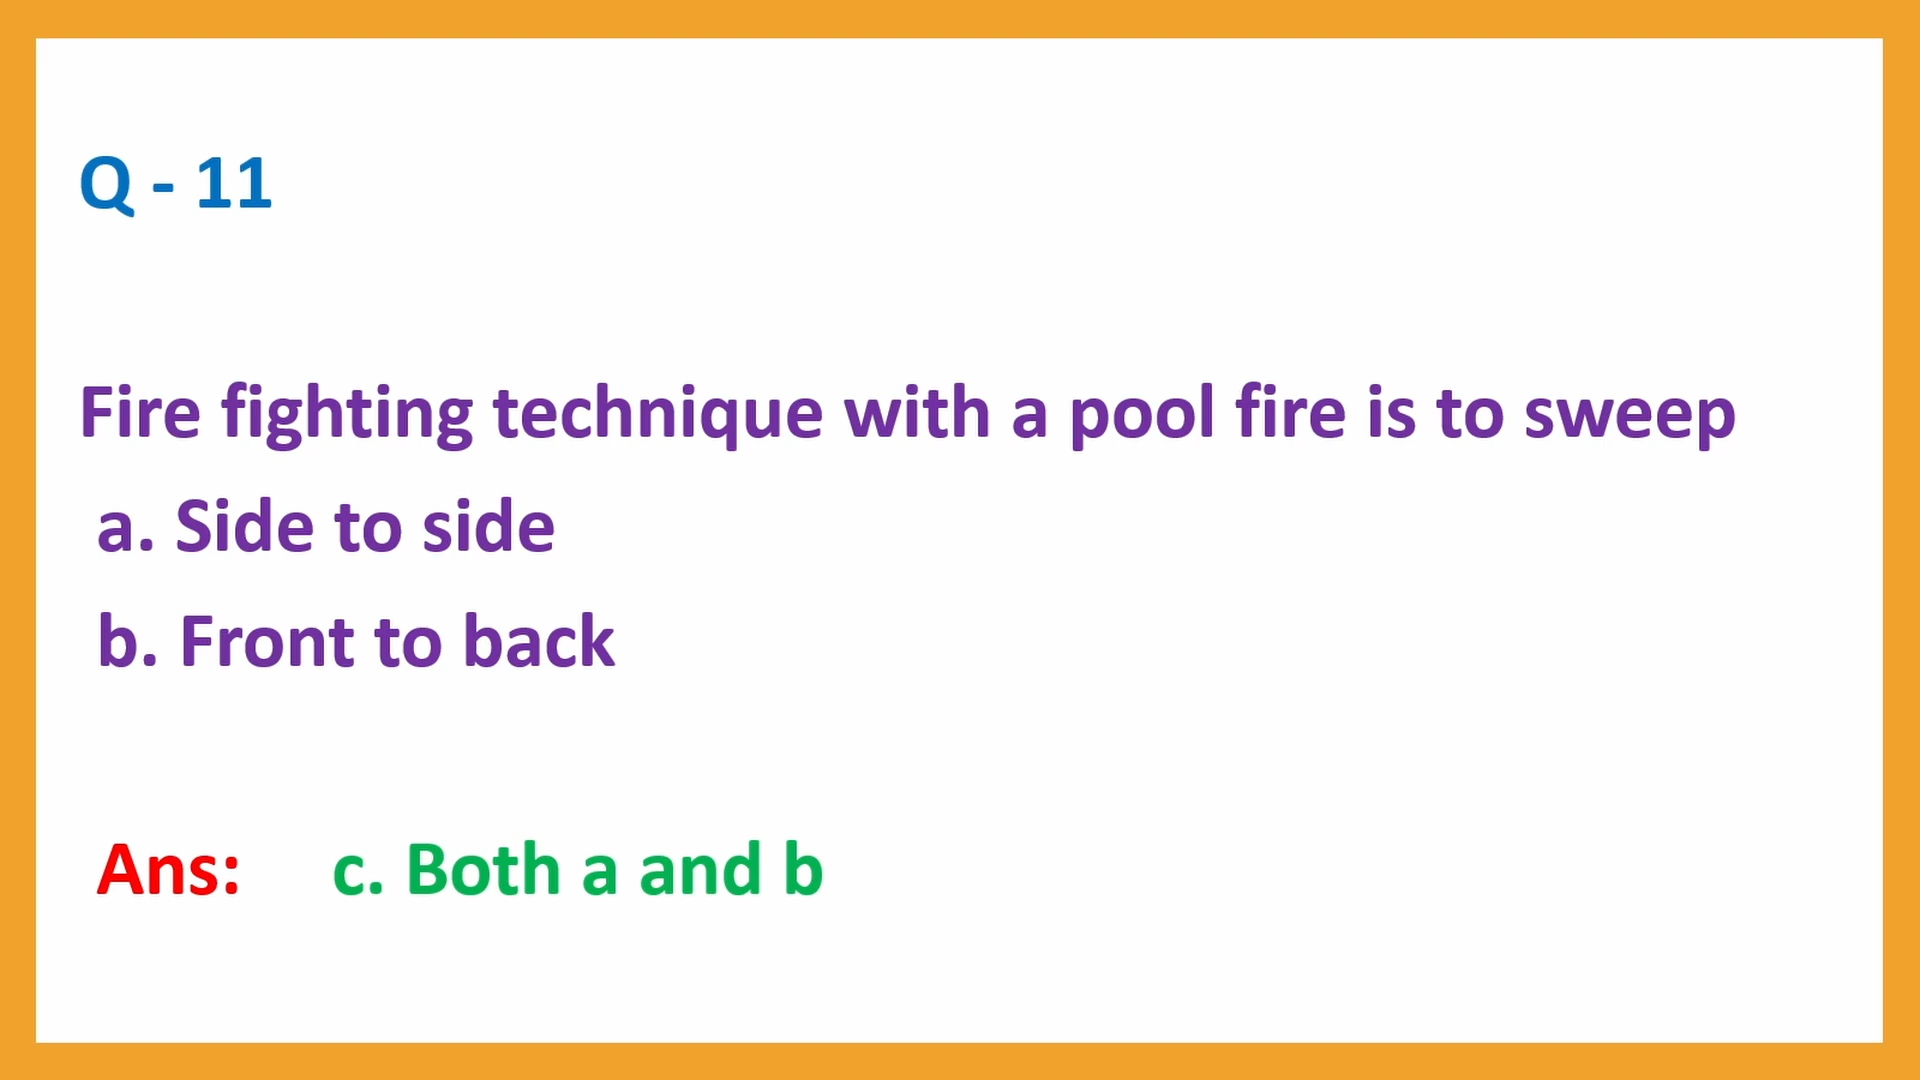 Q - 11
Fire fighting technique with a pool fire is to sweep
a. Side to side
b. Front to back
Ans: c. Both a and b